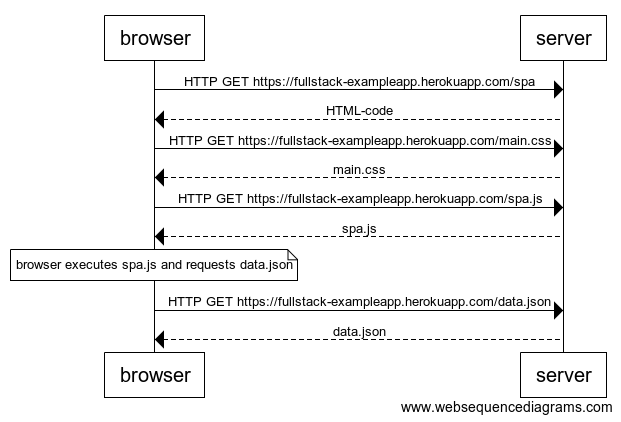 browser server
HTTP GET https://fullstack-exampleapp.herokuapp.com/spa
HTML-code
HTTP GET https://fullstack-exampleapp.herokuapp.com/main.css
main.css
HTTP GET https://fullstack-exampleapp.herokuapp.com/spa.js
spa.js
browser executes spa.js and requests data.json
HTTP GET https://fullstack-exampleapp.herokuapp.com/data.json
data.json
browser server
www.websequencediagrams.com